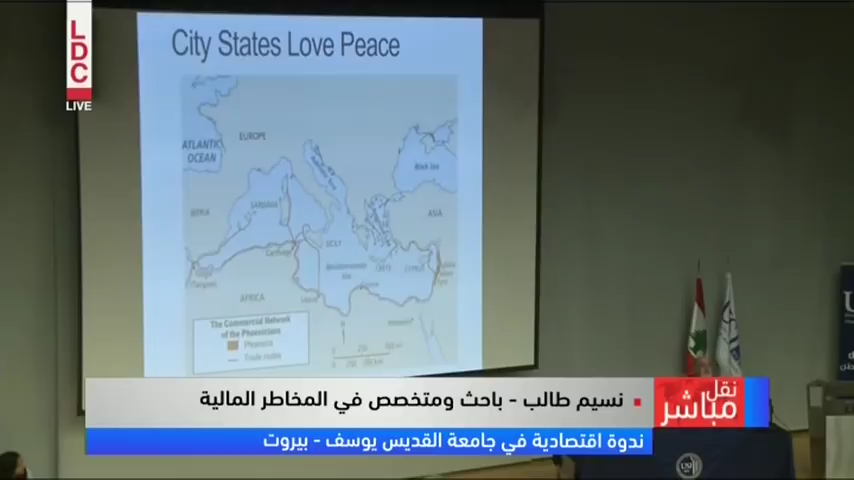 LDC
LIVE
City States Love Peace
EUROPE
ATLANTIC
OCEAN
Black Sea
ASIA
SARDINIA
SICILY
Carthage
CRETE
CYPRUS
Mediterranean
Sea
AFRICA
Tyre
The Commercial Network
of the Phoenicians
Phoenicia
Trade routes
نقل
مباشر
نسيم طالب - باحث ومتخصص في المخاطر المالية
ندوة اقتصادية في جامعة القديس يوسف - بيروت